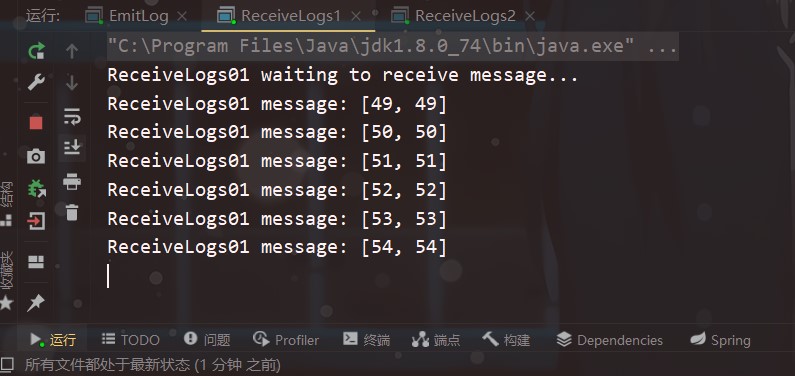 运行: EmitLog × ReceiveLogs1 × ReceiveLogs2 ×
"C:\Program Files\Java\jdk1.8.0_74\bin\java.exe" ...
ReceiveLogs01 waiting to receive message...
ReceiveLogs01 message: [49, 49]
ReceiveLogs01 message: [50, 50]
ReceiveLogs01 message: [51, 51]
ReceiveLogs01 message: [52, 52]
ReceiveLogs01 message: [53, 53]
ReceiveLogs01 message: [54, 54]
结构
收藏夹
运行 TODO 问题 Profiler 终端 端点 构建 Dependencies Spring
所有文件都处于最新状态 (1 分钟 之前)